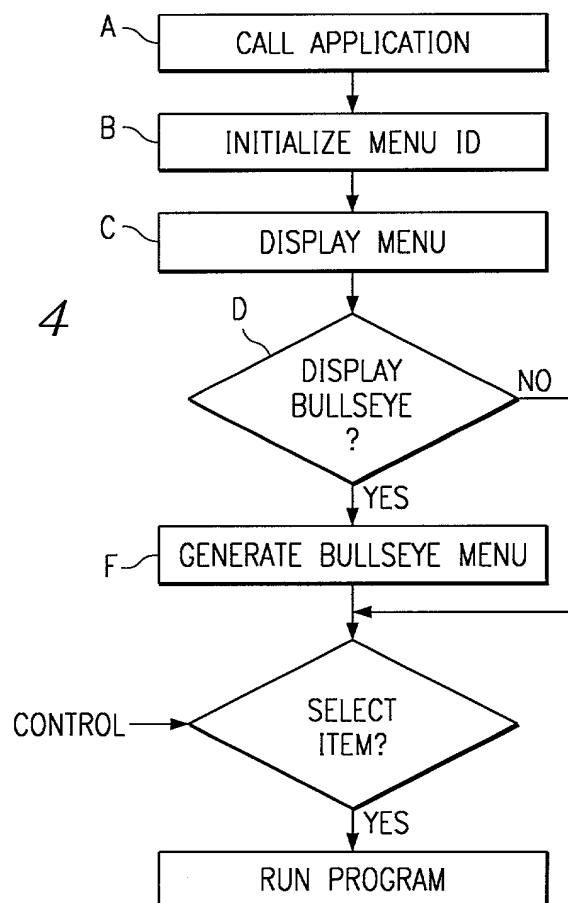 A
CALL APPLICATION
B
INITIALIZE MENU ID
C
DISPLAY MENU
4
D
DISPLAY
BULLSEYE
?
NO
YES
F
GENERATE BULLSEYE MENU
CONTROL
SELECT
ITEM?
YES
RUN PROGRAM